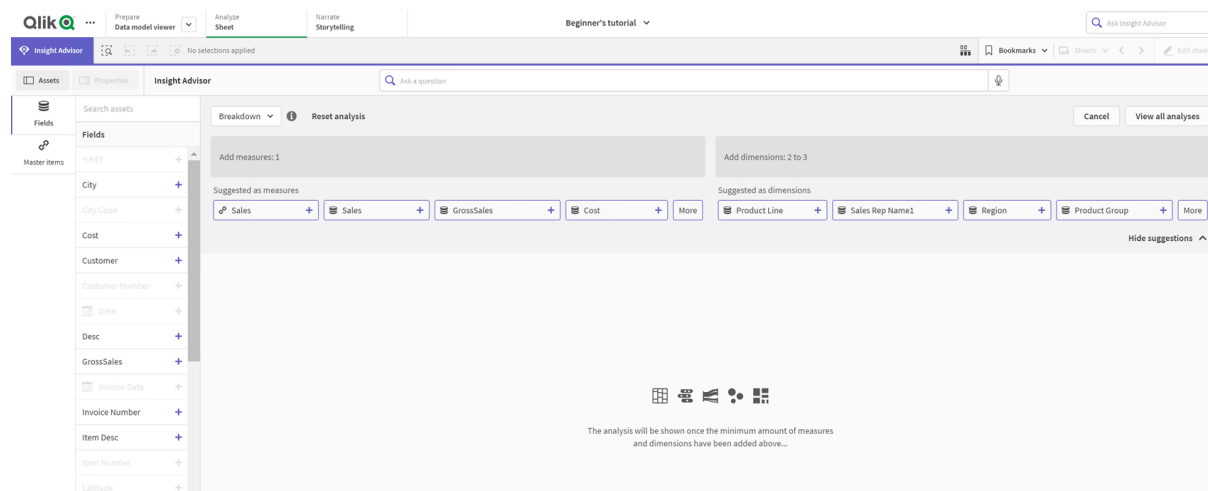 Qlik
Prepare
Data model viewer
Analyze
Sheet
Narrate
Storytelling
Beginner's tutorial
Ask Insight Advisor
Insight Advisor
No selections applied
Bookmarks
Sheets
Edit sheet
Assets
Properties
Insight Advisor
Ask a question
Fields
Master items
Search assets
Fields
%KEY
City
City Code
Cost
Customer
Customer Number
Date
Desc
GrossSales
Invoice Date
Invoice Number
Item Desc
Item Number
Latitude
Breakdown
Reset analysis
Cancel
View all analyses
Add measures: 1
Add dimensions: 2 to 3
Suggested as measures
Sales
Sales
GrossSales
Cost
More
Suggested as dimensions
Product Line
Sales Rep Name1
Region
Product Group
More
Hide suggestions
The analysis will be shown once the minimum amount of measures
and dimensions have been added above...